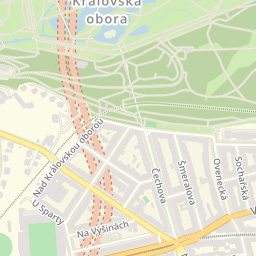 Královská
obora
Nad Královskou oborou
U Sparty
Čechova
Šmeralova
Ovenecká
Sochařská
Na Výšinách